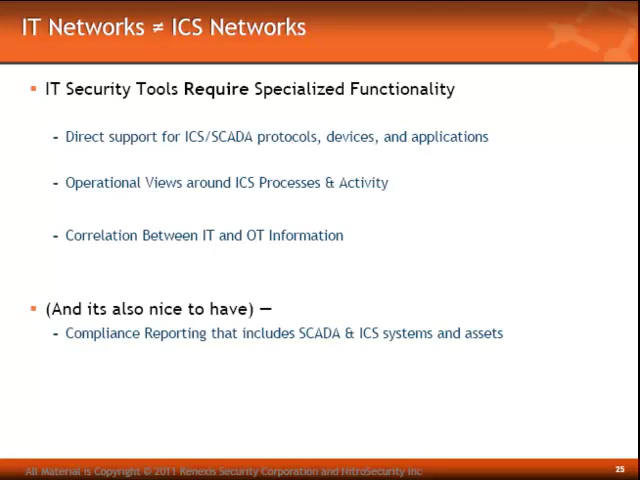 IT Networks ≠ ICS Networks
▪ IT Security Tools Require Specialized Functionality
- Direct support for ICS/SCADA protocols, devices, and applications
- Operational Views around ICS Processes & Activity
- Correlation Between IT and OT Information
▪ (And its also nice to have) —
- Compliance Reporting that includes SCADA & ICS systems and assets
All Material is Copyright © 2011 Kenexis Security Corporation and NitroSecurity Inc
25